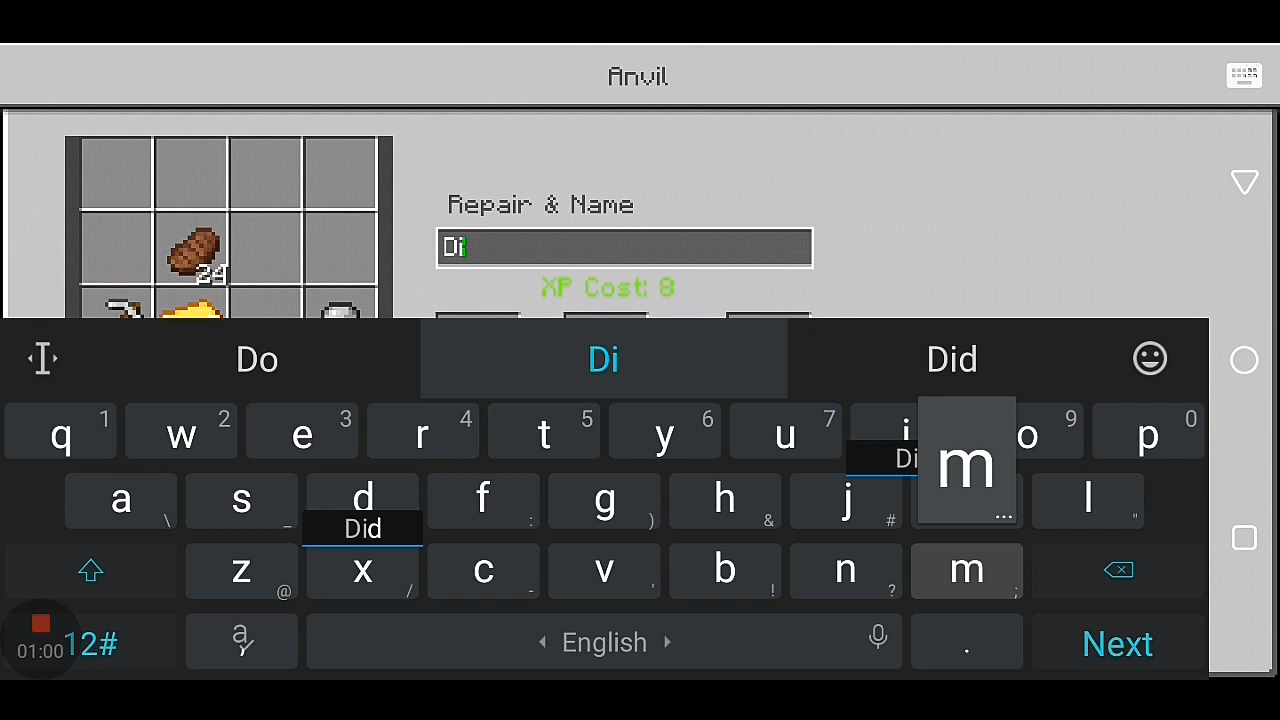 Anvil
Repair & Name
Di
XP Cost: 8
24
Do Di Did
q 1 w 2 e 3 r 4 t 5 y 6 u 7 i o 9 p 0
Di
m ...
a \ s _ d f : g ) h & j # l "
Did
z @ x / c - v ' b ! n ? m ;
01:00
12# , English .  Next